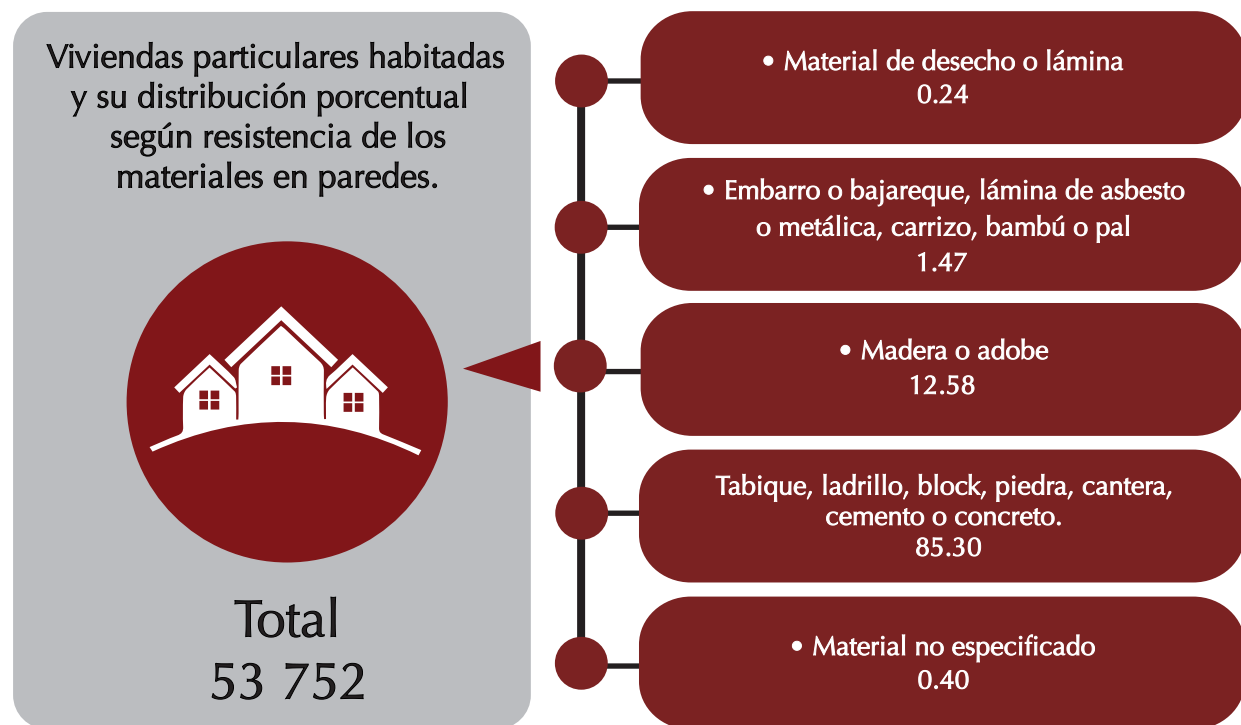 Viviendas particulares habitadas
y su distribución porcentual
según resistencia de los
materiales en paredes.
Total
53 752
• Material de desecho o lámina
0.24
• Embarro o bajareque, lámina de asbesto
o metálica, carrizo, bambú o pal
1.47
• Madera o adobe
12.58
Tabique, ladrillo, block, piedra, cantera,
cemento o concreto.
85.30
• Material no especificado
0.40